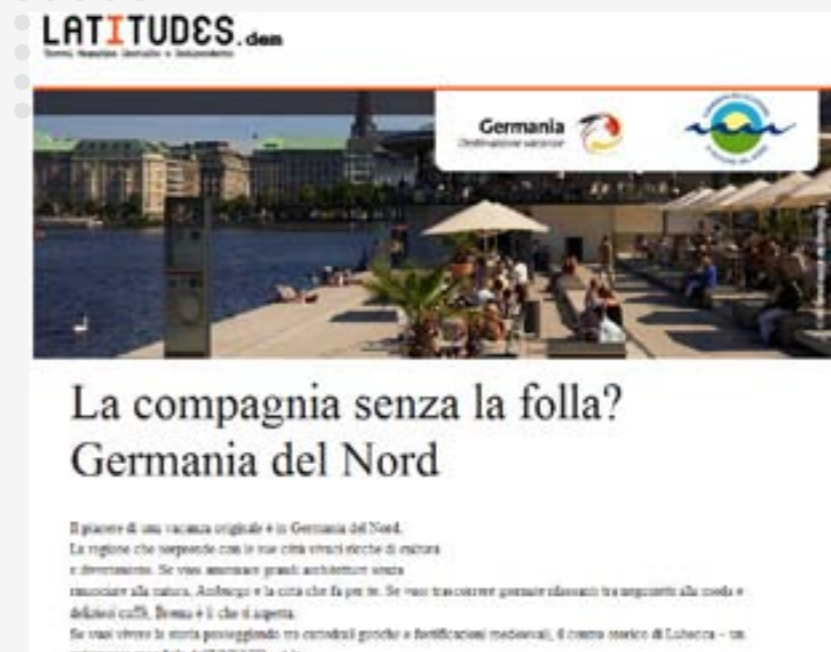 LATITUDES.dem
Germania
Destinazione vacanze
La compagnia senza la folla?
Germania del Nord
Il piacere di una vacanza originale è in Germania del Nord.
La regione che sorprende con le sue città vivaci ricche di cultura
e divertimento. Se vuoi ammirare grandi architetture senza
rinunciare alla natura, Amburgo è la città che fa per te. Se vuoi trascorrere giornate rilassanti tra negozietti alla moda e
deliziosi caffè, Brema è lì che ti aspetta.
Se vuoi vivere la storia passeggiando tra cattedrali gotiche e fortificazioni medioevali, il centro storico di Lubecca – un